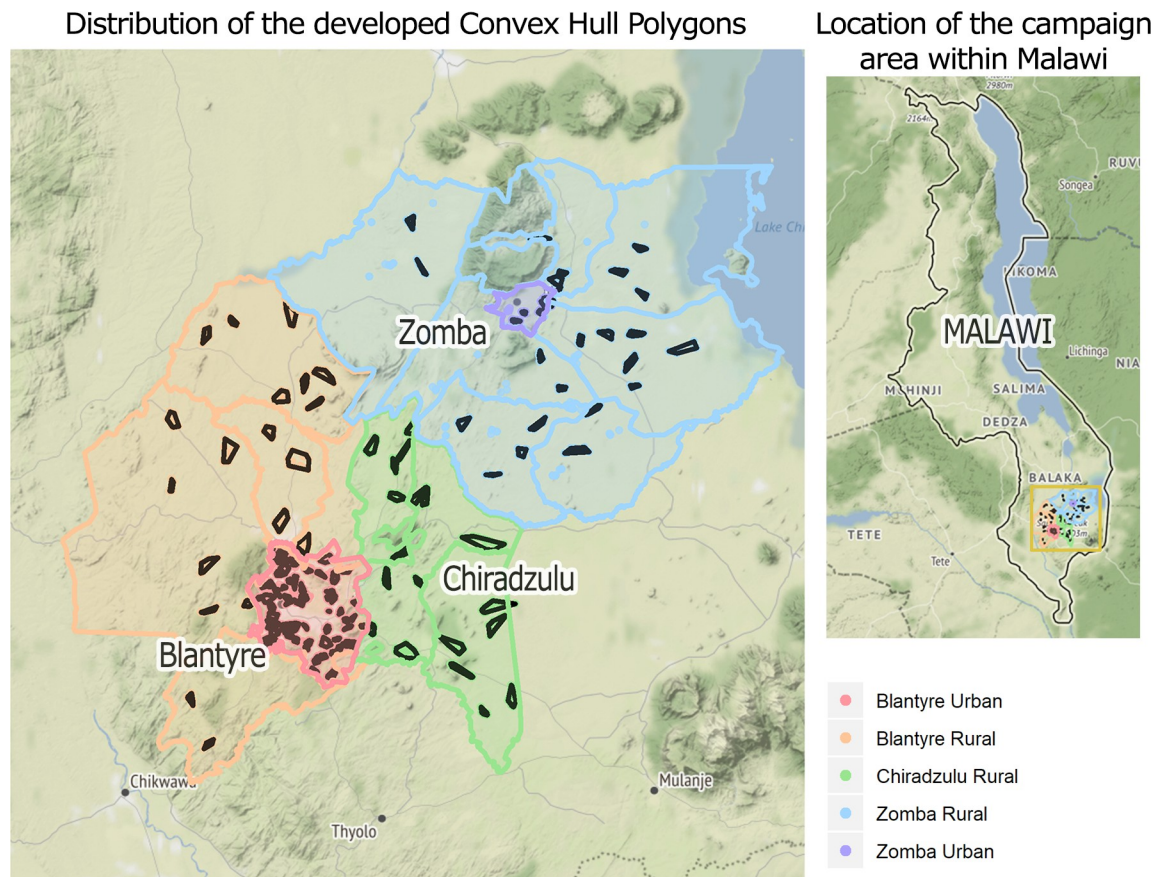 Distribution of the developed Convex Hull Polygons
Lake Chi
Zomba
Chiradzulu
Blantyre
Chikwawa
Mulanje
Thyolo
Location of the campaign
area within Malawi
2980m
2164m
RUVU
Songea
LIKOMA
MALAWI
Lichinga
NIA
MCHINJI
SALIMA
DEDZA
BALAKA
TETE
Tete
Blantyre Urban
Blantyre Rural
Chiradzulu Rural
Zomba Rural
Zomba Urban